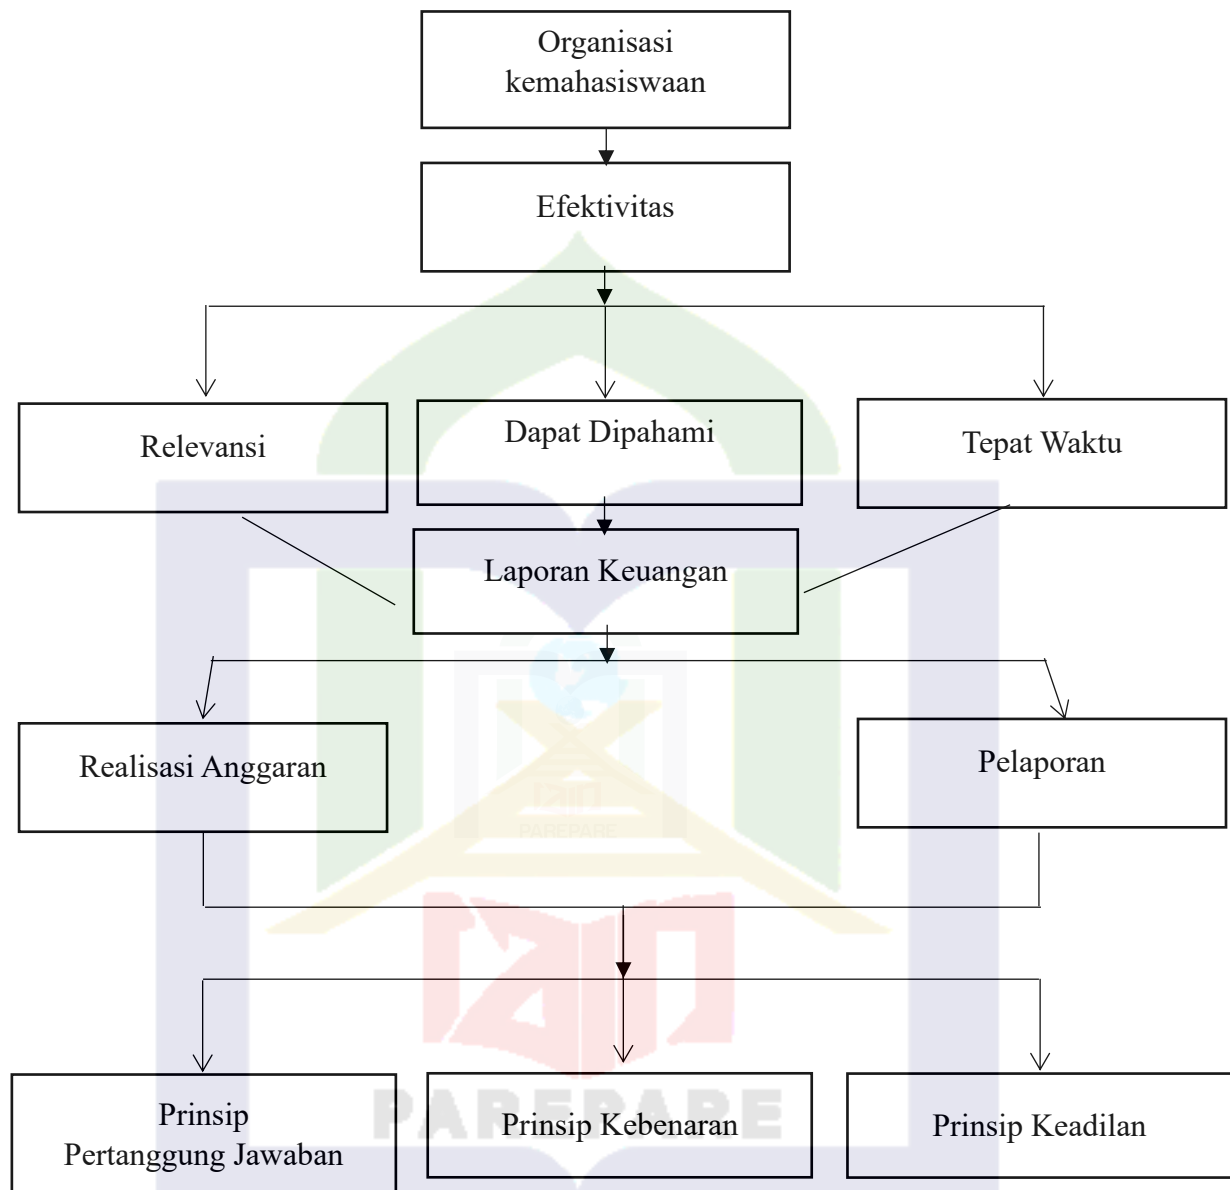 Organisasi
kemahasiswaan
Efektivitas
Relevansi
Dapat Dipahami
Tepat Waktu
Laporan Keuangan
Realisasi Anggaran
Pelaporan
PAREPARE
Prinsip
Pertanggung Jawaban
Prinsip Kebenaran
Prinsip Keadilan
PAREPARE